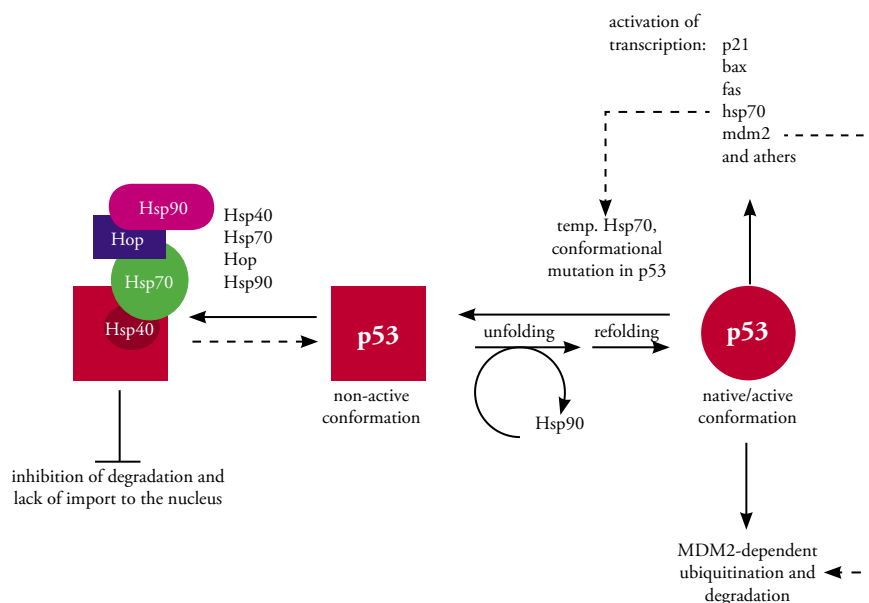 activation of
transcription: p21
bax
fas
hsp70
mdm2
and athers
Hsp90
Hop
Hsp70
Hsp40
Hsp40
Hsp70
Hop
Hsp90
temp. Hsp70,
conformational
mutation in p53
p53
non-active
conformation
unfolding
refolding
Hsp90
p53
native/active
conformation
inhibition of degradation and
lack of import to the nucleus
MDM2-dependent
ubiquitination and
degradation